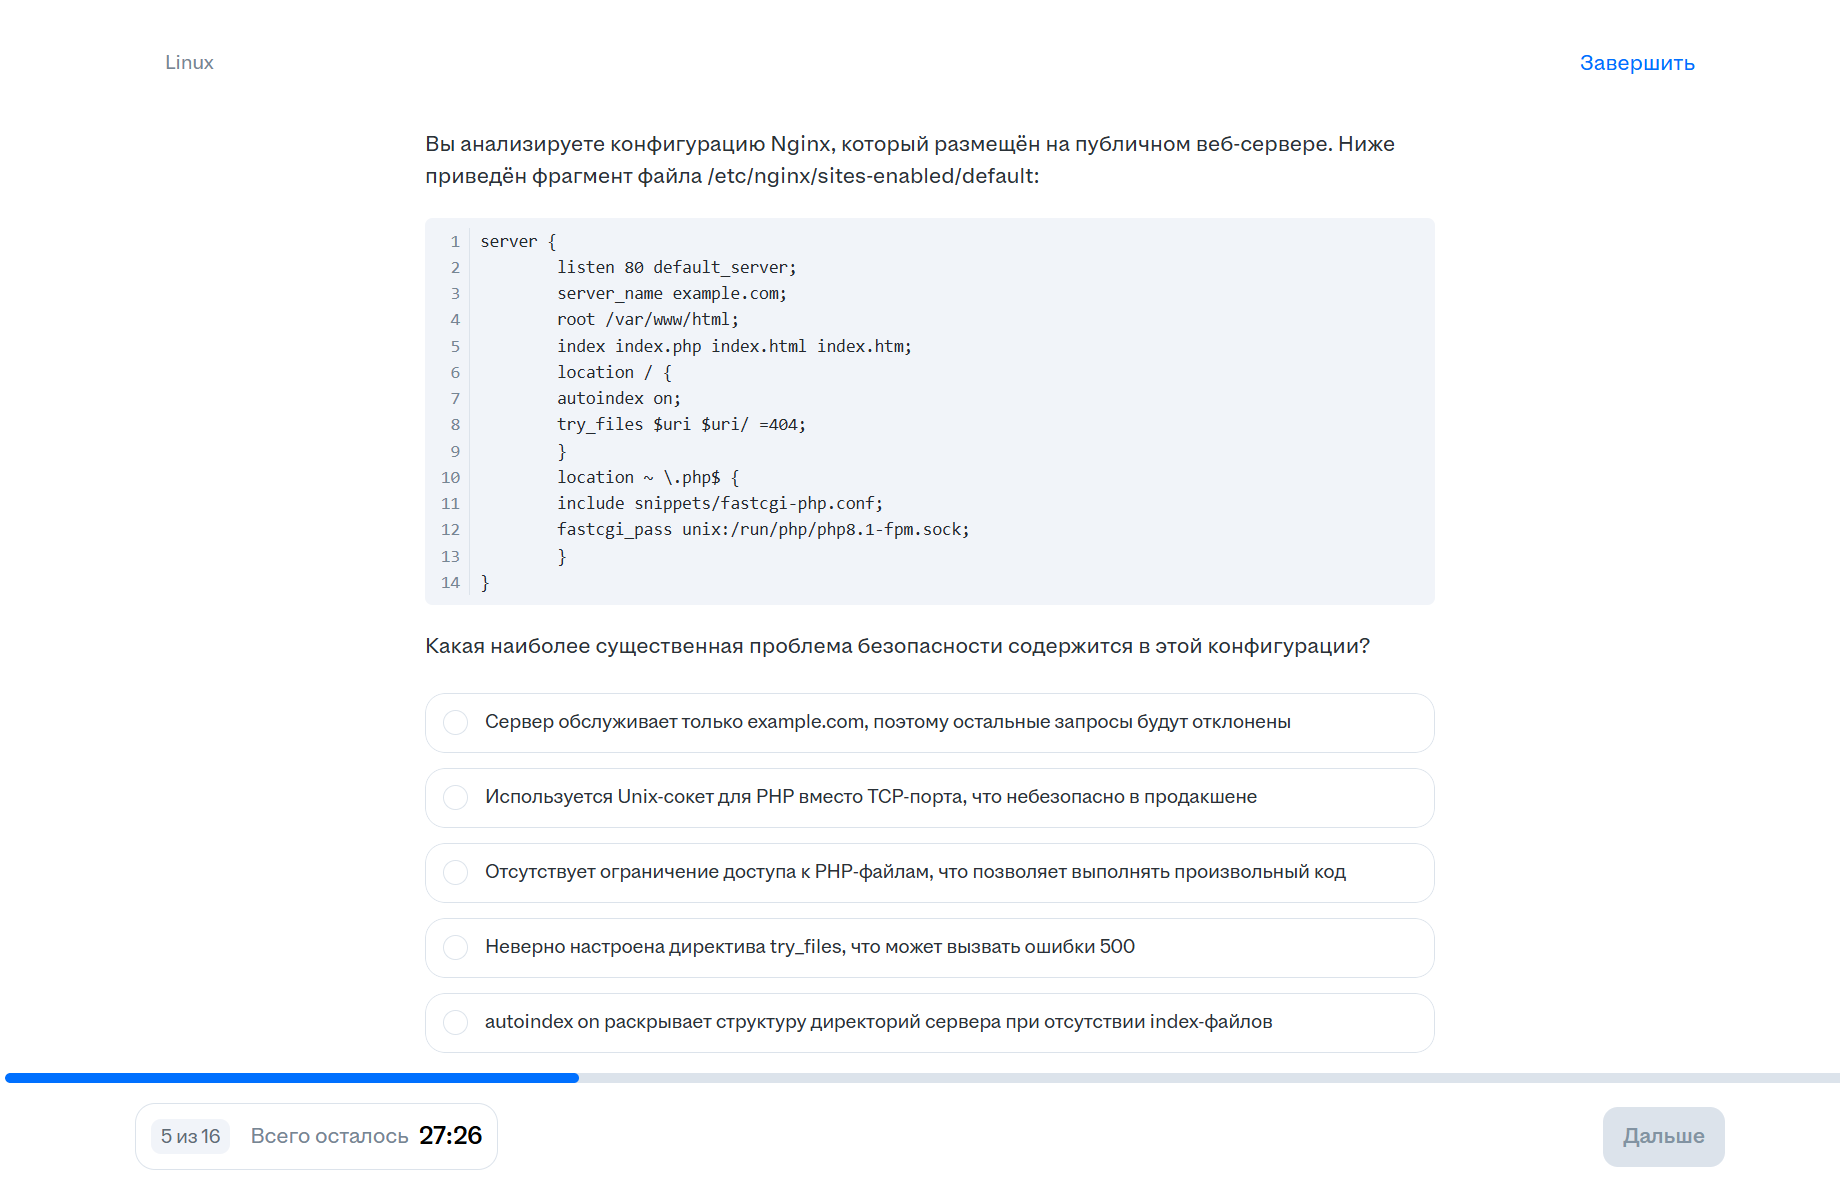 Linux
Завершить
Вы анализируете конфигурацию Nginx, который размещён на публичном веб-сервере. Ниже
приведён фрагмент файла /etc/nginx/sites-enabled/default:
1 server {
2 listen 80 default_server;
3 server_name example.com;
4 root /var/www/html;
5 index index.php index.html index.htm;
6 location / {
7 autoindex on;
8 try_files $uri $uri/ =404;
9 }
10 location ~ \.php$ {
11 include snippets/fastcgi-php.conf;
12 fastcgi_pass unix:/run/php/php8.1-fpm.sock;
13 }
14 }
Какая наиболее существенная проблема безопасности содержится в этой конфигурации?
Сервер обслуживает только example.com, поэтому остальные запросы будут отклонены
Используется Unix-сокет для PHP вместо TCP-порта, что небезопасно в продакшене
Отсутствует ограничение доступа к PHP-файлам, что позволяет выполнять произвольный код
Неверно настроена директива try_files, что может вызвать ошибки 500
autoindex on раскрывает структуру директорий сервера при отсутствии index-файлов
5 из 16 Всего осталось 27:26
Дальше